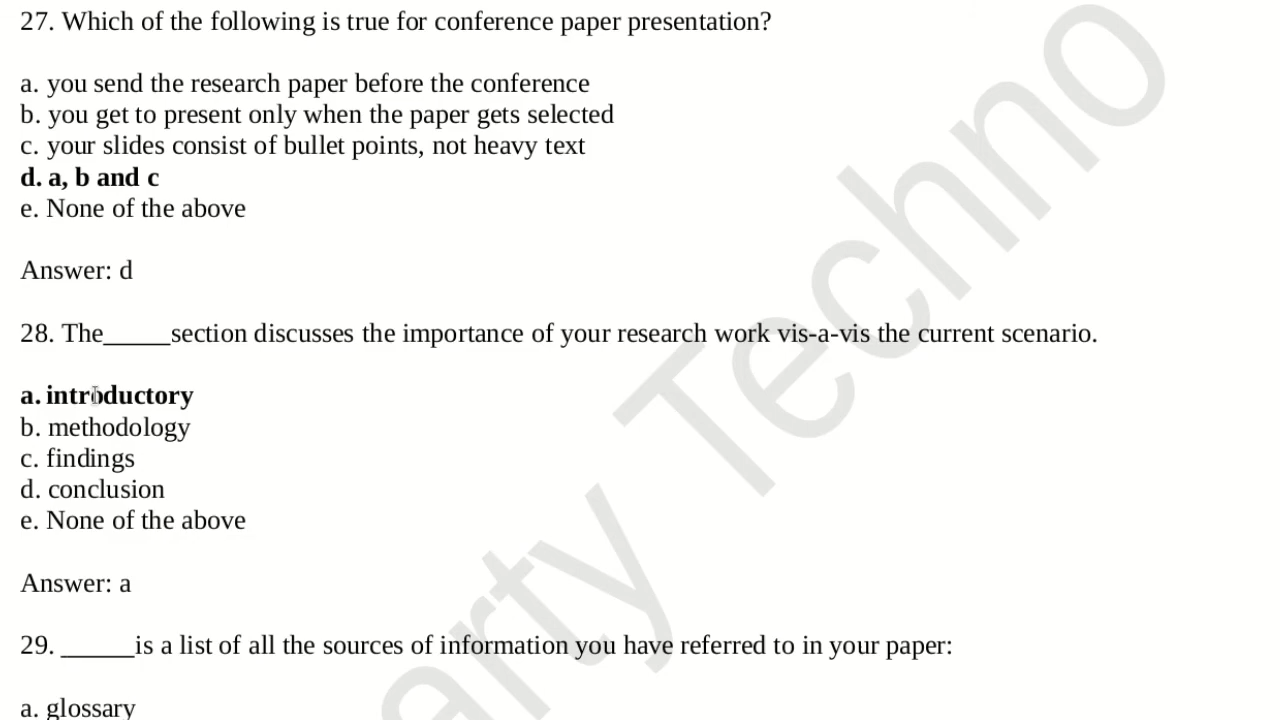 27. Which of the following is true for conference paper presentation?
a. you send the research paper before the conference
b. you get to present only when the paper gets selected
c. your slides consist of bullet points, not heavy text
d. a, b and c
e. None of the above
Answer: d
28. The_____section discusses the importance of your research work vis-a-vis the current scenario.
a. introductory
b. methodology
c. findings
d. conclusion
e. None of the above
Answer: a
29. _____is a list of all the sources of information you have referred to in your paper:
a. glossary
arty Techno